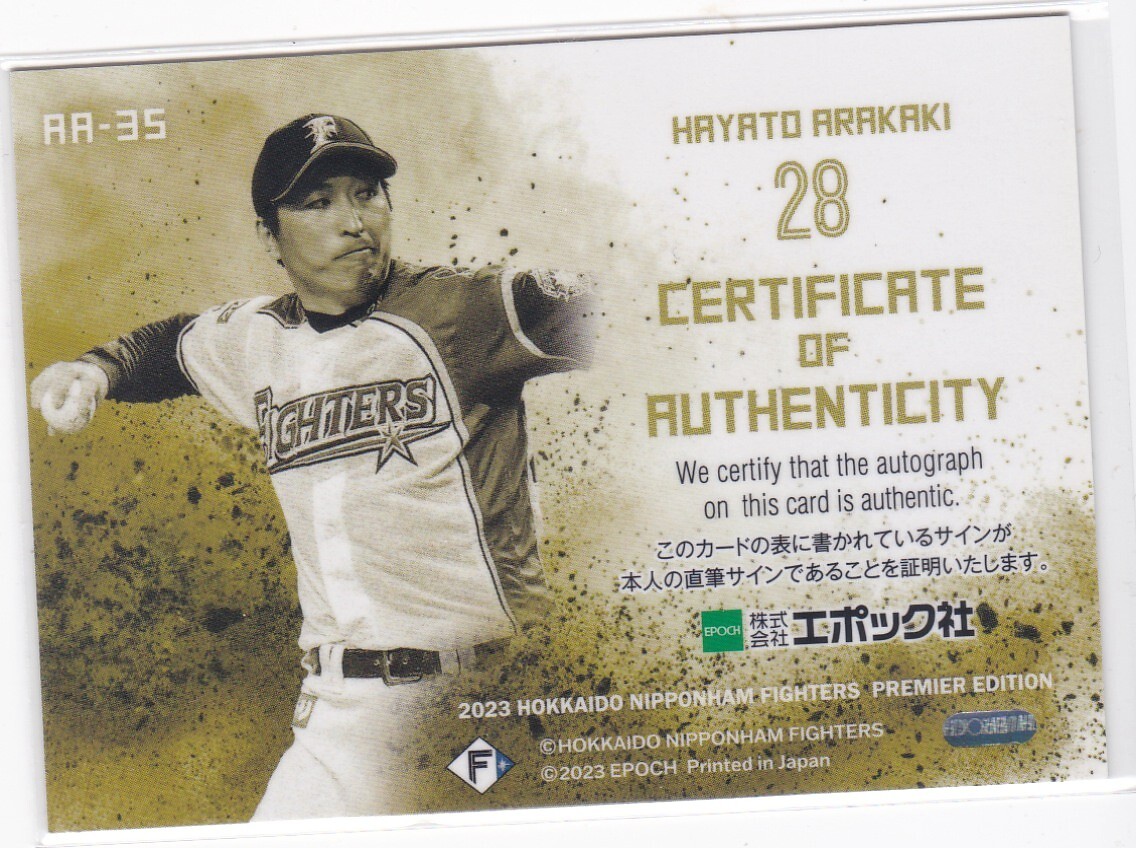 AA-35
HAYATO ARAKAKI
28
CERTIFICATE
OF
AUTHENTICITY
We certify that the autograph
on this card is authentic.
このカードの表に書かれているサインが
本人の直筆サインであることを証明いたします。
EPOCH 株式会社 エポック社
FIGHTERS
2023 HOKKAIDO NIPPONHAM FIGHTERS PREMIER EDITION
F
©HOKKAIDO NIPPONHAM FIGHTERS
©2023 EPOCH Printed in Japan